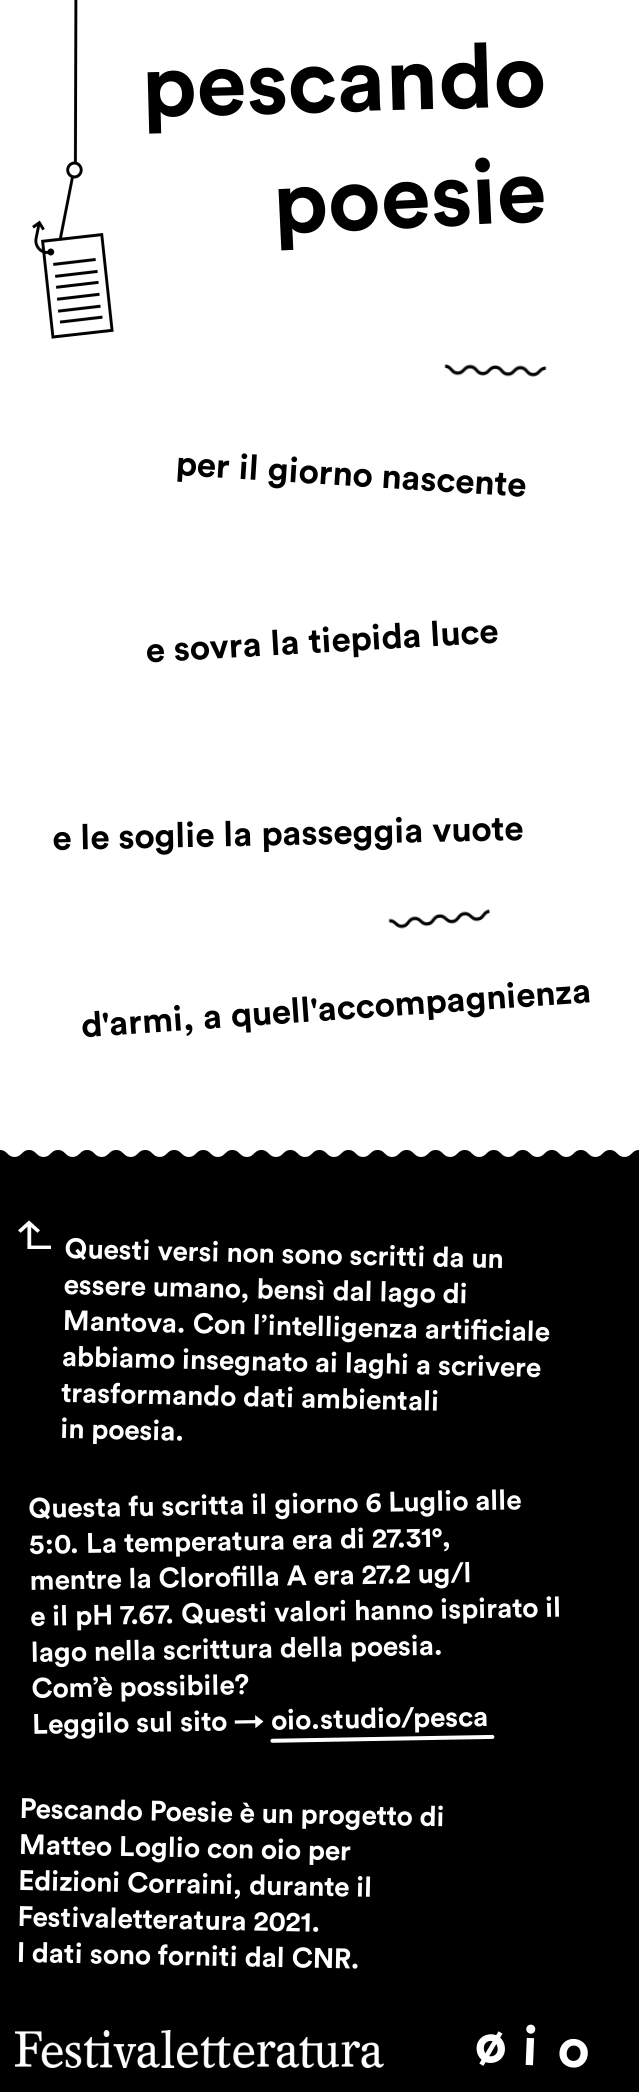 pescando
poesie
per il giorno nascente
e sovra la tiepida luce
e le soglie la passeggia vuote
d'armi, a quell'accompagnienza
Questi versi non sono scritti da un
essere umano, bensì dal lago di
Mantova. Con l’intelligenza artificiale
abbiamo insegnato ai laghi a scrivere
trasformando dati ambientali
in poesia.
Questa fu scritta il giorno 6 Luglio alle
5:0. La temperatura era di 27.31°,
mentre la Clorofilla A era 27.2 ug/l
e il pH 7.67. Questi valori hanno ispirato il
lago nella scrittura della poesia.
Com’è possibile?
Leggilo sul sito → oio.studio/pesca
Pescando Poesie è un progetto di
Matteo Loglio con oio per
Edizioni Corraini, durante il
Festivaletteratura 2021.
I dati sono forniti dal CNR.
Festivaletteratura ø i o